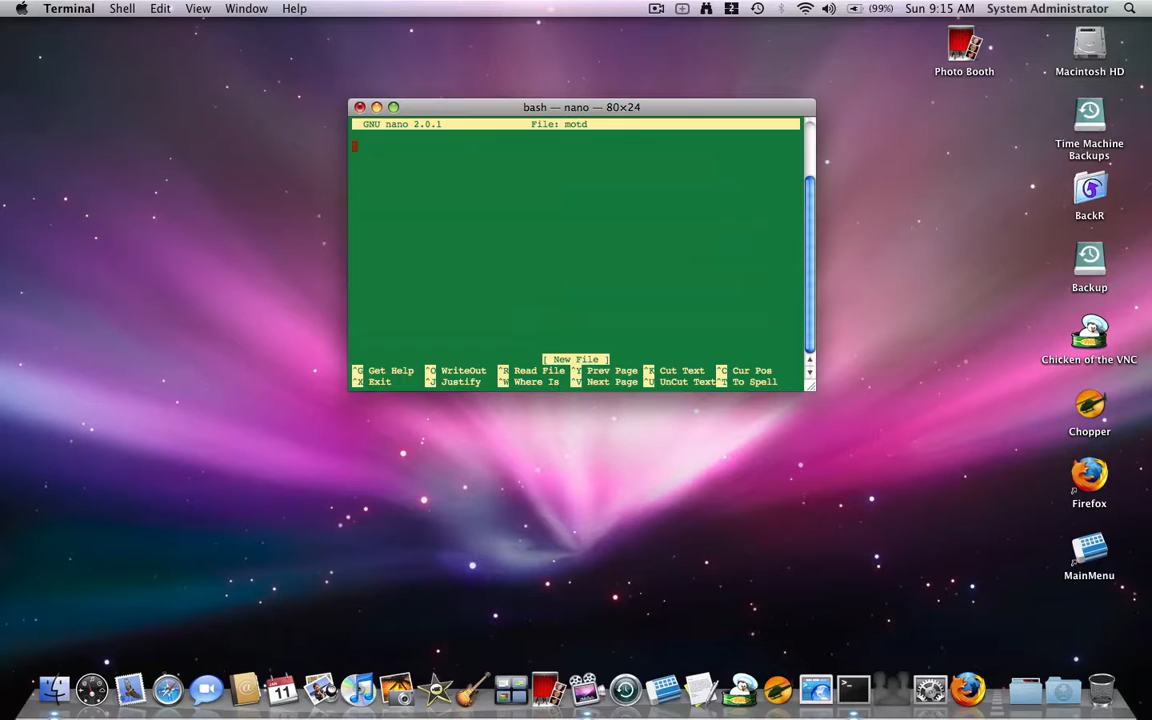 Terminal Shell Edit View Window Help (99%) Sun 9:15 AM System Administrator
Photo Booth
Macintosh HD
bash — nano — 80×24
GNU nano 2.0.1 File: motd
Time Machine
Backups
BackR
Backup
Chicken of the VNC
[ New File ]
^G Get Help ^O WriteOut ^R Read File ^Y Prev Page ^K Cut Text ^C Cur Pos
^X Exit ^J Justify ^W Where Is ^V Next Page ^U UnCut Text ^T To Spell
Chopper
Firefox
MainMenu
JAN
11